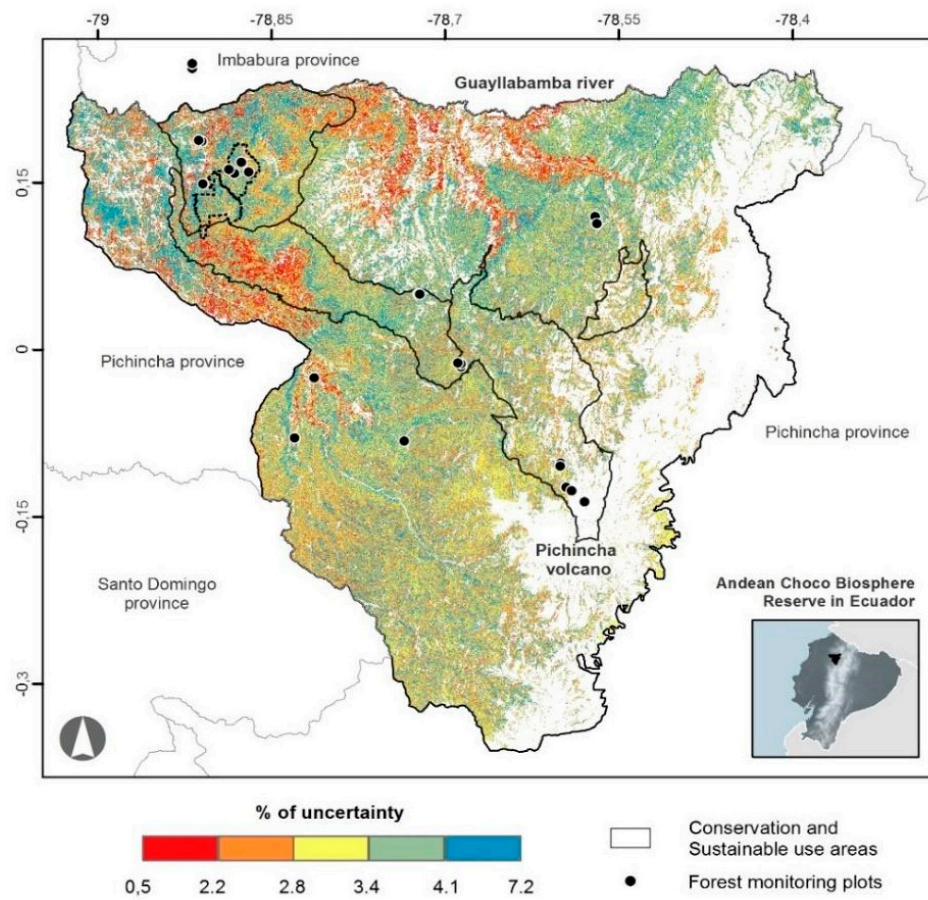 -79 -78,85 -78,7 -78,55 -78,4
Imbabura province
Guayllabamba river
0,15
0
Pichincha province
Pichincha province
-0,15
Pichincha
volcano
Santo Domingo
province
Andean Choco Biosphere
Reserve in Ecuador
-0,3
% of uncertainty
0,5 2.2 2.8 3.4 4.1 7.2
Conservation and
Sustainable use areas
Forest monitoring plots